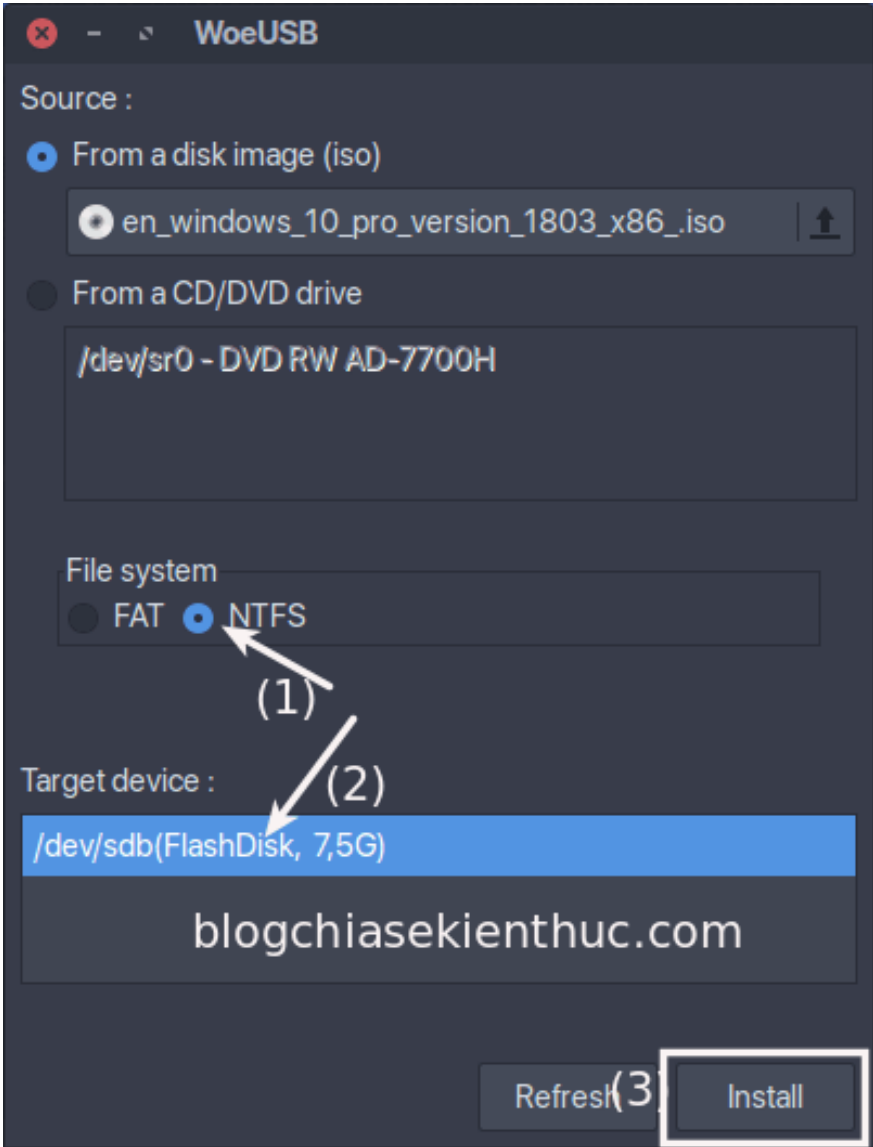 WoeUSB
Source :
From a disk image (iso)
en_windows_10_pro_version_1803_x86_.iso
From a CD/DVD drive
/dev/sr0 - DVD RW AD-7700H
File system
FAT NTFS
(1)
Target device :
(2)
/dev/sdb(FlashDisk, 7,5G)
blogchiasekienthuc.com
Refresh (3) Install